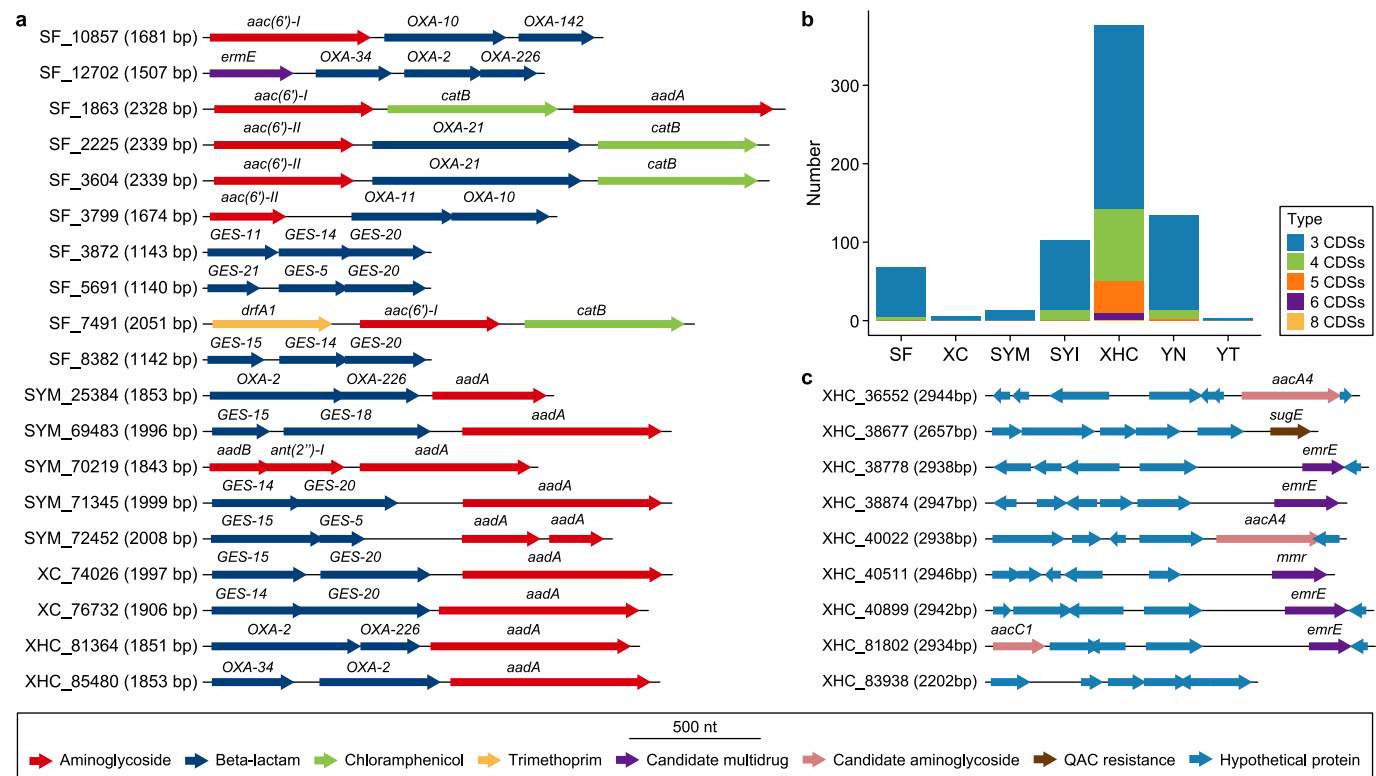 a
aac(6')-I OXA-10 OXA-142
SF_10857 (1681 bp)
ermE OXA-34 OXA-2 OXA-226
SF_12702 (1507 bp)
aac(6')-I catB aadA
SF_1863 (2328 bp)
aac(6')-II OXA-21 catB
SF_2225 (2339 bp)
aac(6')-II OXA-21 catB
SF_3604 (2339 bp)
aac(6')-II OXA-11 OXA-10
SF_3799 (1674 bp)
GES-11 GES-14 GES-20
SF_3872 (1143 bp)
GES-21 GES-5 GES-20
SF_5691 (1140 bp)
drfA1 aac(6')-I catB
SF_7491 (2051 bp)
GES-15 GES-14 GES-20
SF_8382 (1142 bp)
OXA-2 OXA-226 aadA
SYM_25384 (1853 bp)
GES-15 GES-18 aadA
SYM_69483 (1996 bp)
aadB ant(2'')-I aadA
SYM_70219 (1843 bp)
GES-14 GES-20 aadA
SYM_71345 (1999 bp)
GES-15 GES-5 aadA aadA
SYM_72452 (2008 bp)
GES-15 GES-20 aadA
XC_74026 (1997 bp)
GES-14 GES-20 aadA
XC_76732 (1906 bp)
OXA-2 OXA-226 aadA
XHC_81364 (1851 bp)
OXA-34 OXA-2 aadA
XHC_85480 (1853 bp)
b
Number
300
200
100
0
SF XC SYM SYI XHC YN YT
Type
3 CDSs
4 CDSs
5 CDSs
6 CDSs
8 CDSs
c
aacA4
XHC_36552 (2944bp)
sugE
XHC_38677 (2657bp)
emrE
XHC_38778 (2938bp)
emrE
XHC_38874 (2947bp)
aacA4
XHC_40022 (2938bp)
mmr
XHC_40511 (2946bp)
emrE
XHC_40899 (2942bp)
aacC1 emrE
XHC_81802 (2934bp)
XHC_83938 (2202bp)
500 nt
Aminoglycoside Beta-lactam Chloramphenicol Trimethoprim Candidate multidrug Candidate aminoglycoside QAC resistance Hypothetical protein